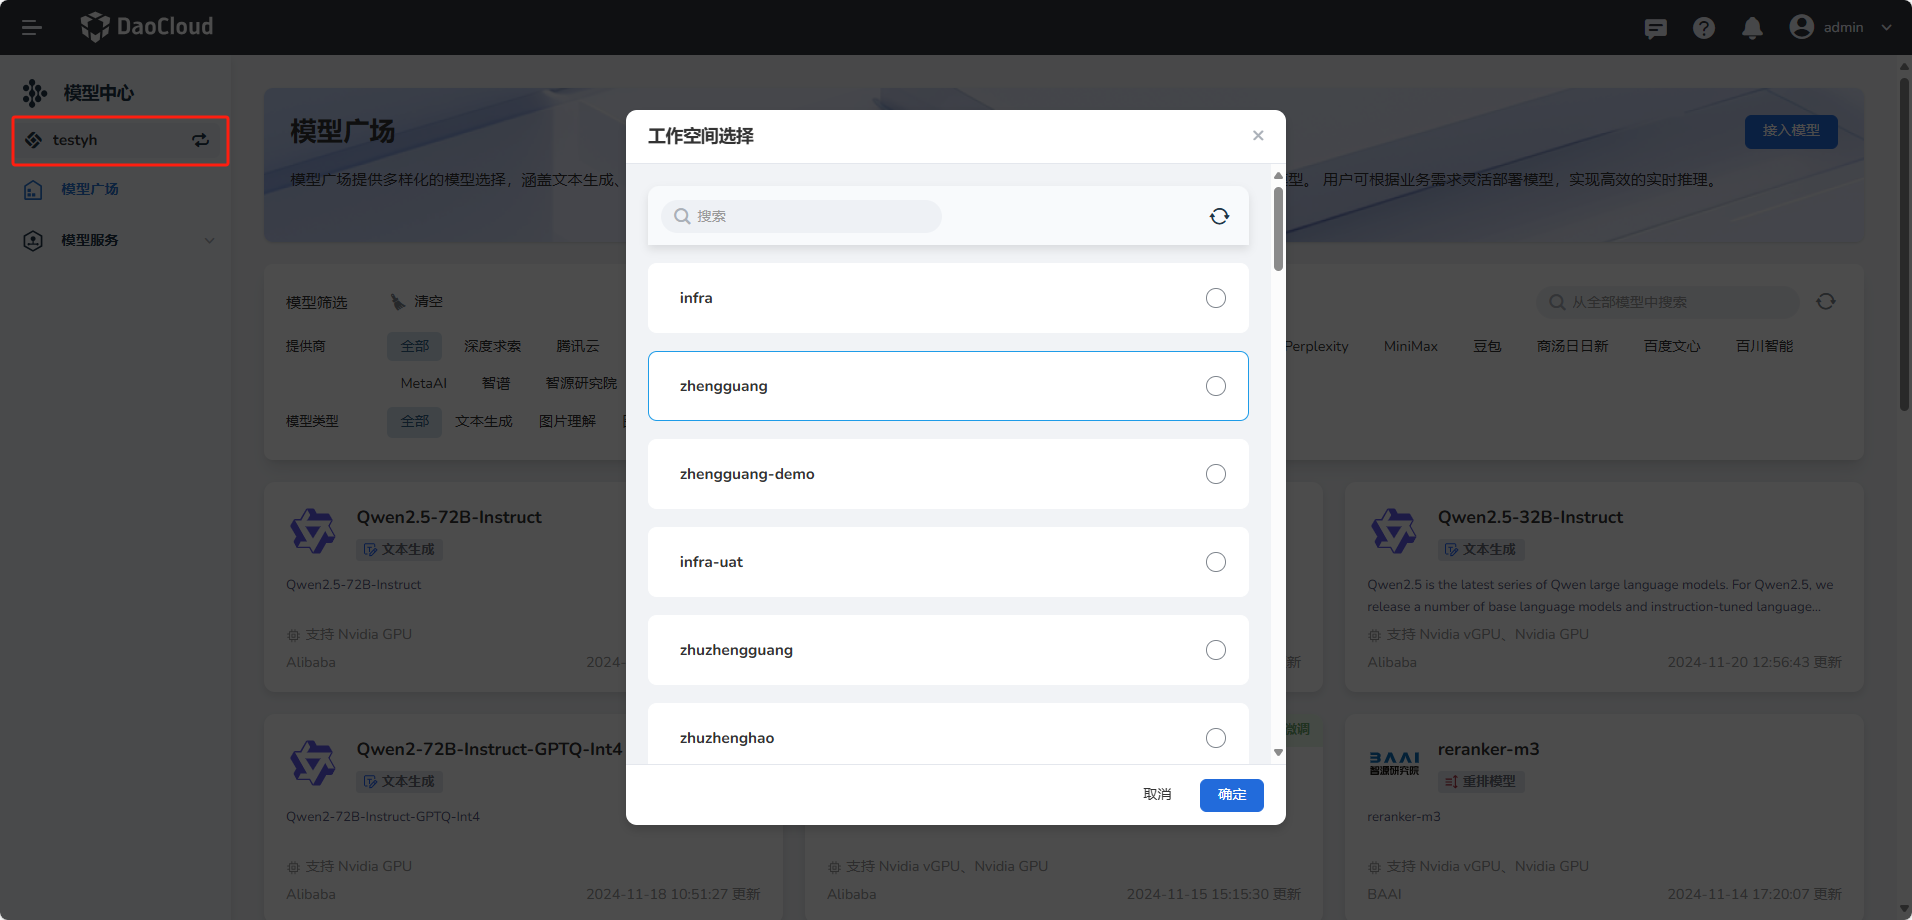 DaoCloud
admin
模型中心
testyh
模型广场
模型服务
模型广场
接入模型
模型广场提供多样化的模型选择，涵盖文本生成、
型。 用户可根据业务需求灵活部署模型，实现高效的实时推理。
模型筛选
清空
从全部模型中搜索
提供商
全部
深度求索
腾讯云
Perplexity
MiniMax
豆包
商汤日日新
百度文心
百川智能
MetaAI
智谱
智源研究院
模型类型
全部
文本生成
图片理解
Qwen2.5-72B-Instruct
文本生成
Qwen2.5-72B-Instruct
支持 Nvidia GPU
Alibaba
2024-
新
Qwen2.5-32B-Instruct
文本生成
Qwen2.5 is the latest series of Qwen large language models. For Qwen2.5, we
release a number of base language models and instruction-tuned language...
支持 Nvidia vGPU、Nvidia GPU
Alibaba
2024-11-20 12:56:43 更新
Qwen2-72B-Instruct-GPTQ-Int4
文本生成
Qwen2-72B-Instruct-GPTQ-Int4
支持 Nvidia GPU
Alibaba
2024-11-18 10:51:27 更新
微调
支持 Nvidia vGPU、Nvidia GPU
Alibaba
2024-11-15 15:15:30 更新
BAAI
智源研究院
reranker-m3
重排模型
reranker-m3
支持 Nvidia vGPU、Nvidia GPU
BAAI
2024-11-14 17:20:07 更新
工作空间选择
搜索
infra
zhengguang
zhengguang-demo
infra-uat
zhuzhengguang
zhuzhenghao
取消
确定